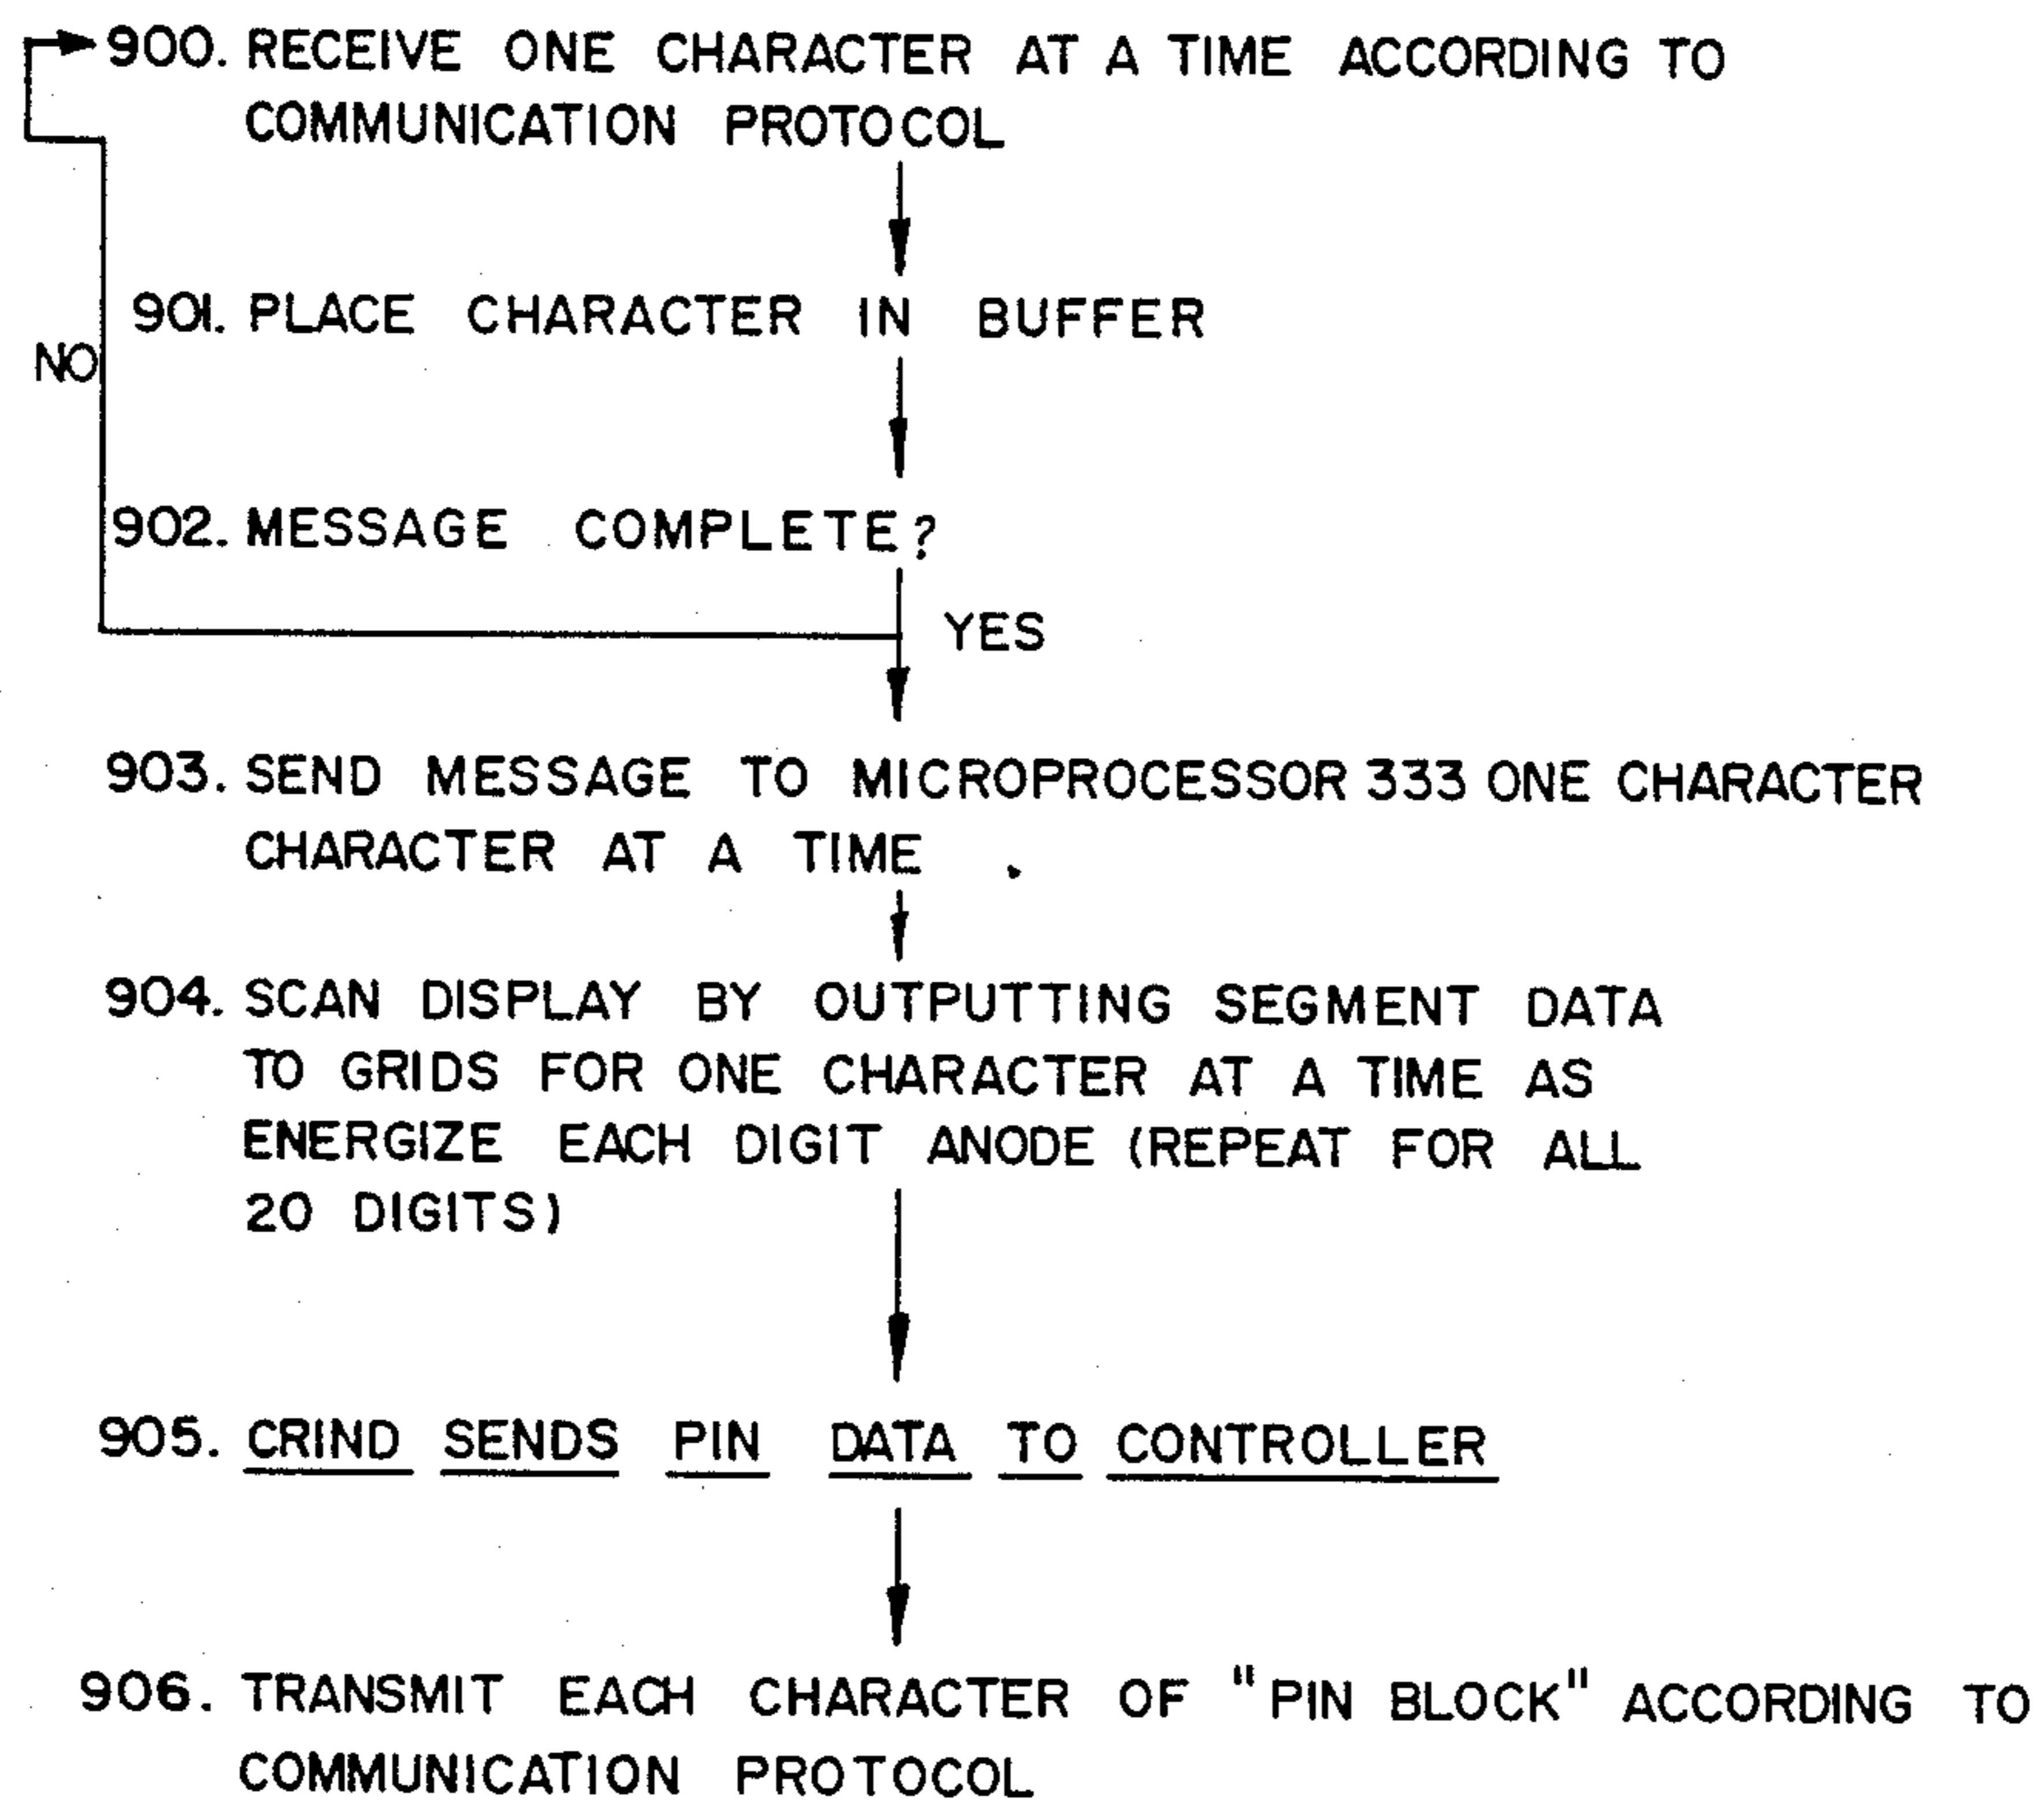 900. RECEIVE ONE CHARACTER AT A TIME ACCORDING TO
COMMUNICATION PROTOCOL
901. PLACE CHARACTER IN BUFFER
NO
902. MESSAGE COMPLETE?
YES
903. SEND MESSAGE TO MICROPROCESSOR 333 ONE CHARACTER
CHARACTER AT A TIME .
904. SCAN DISPLAY BY OUTPUTTING SEGMENT DATA
TO GRIDS FOR ONE CHARACTER AT A TIME AS
ENERGIZE EACH DIGIT ANODE (REPEAT FOR ALL
20 DIGITS)
905. CRIND SENDS PIN DATA TO CONTROLLER
906. TRANSMIT EACH CHARACTER OF "PIN BLOCK" ACCORDING TO
COMMUNICATION PROTOCOL